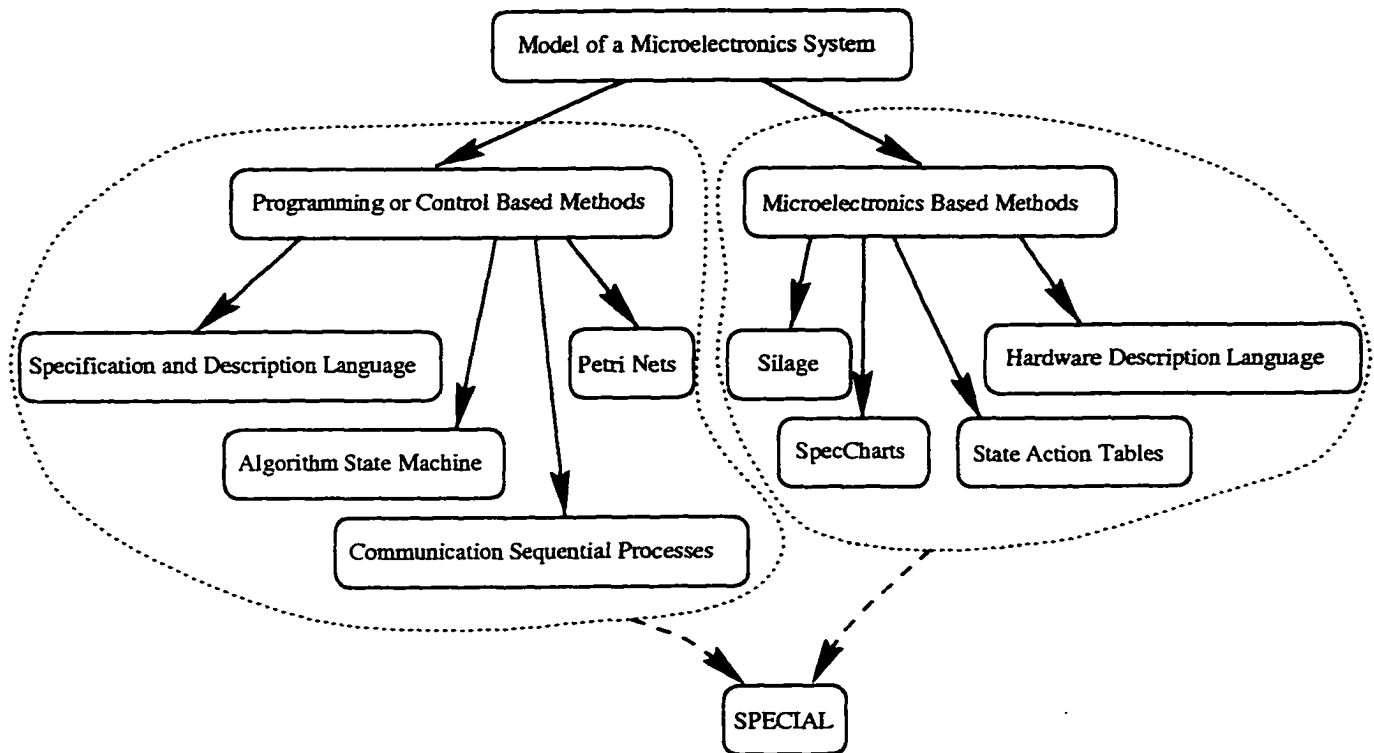 Model of a Microelectronics System
Programming or Control Based Methods
Microelectronics Based Methods
Specification and Description Language
Petri Nets
Silage
Hardware Description Language
Algorithm State Machine
SpecCharts
State Action Tables
Communication Sequential Processes
SPECIAL